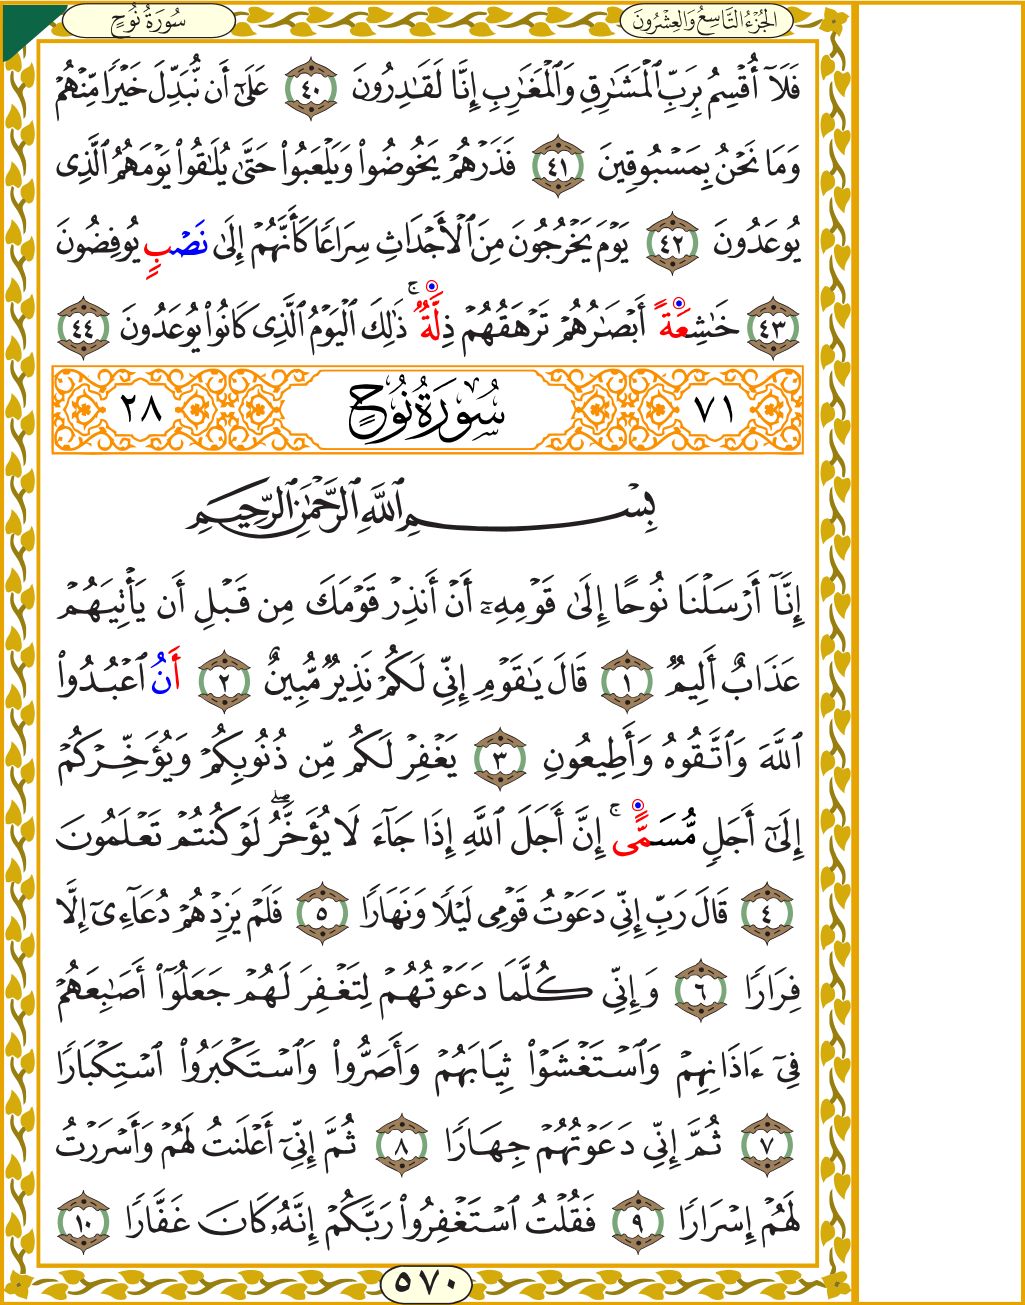 الجُزْءُ التَّاسِعُ وَالعِشْرُونَ
سُورَةُ نُوحٍ
فَلَآ أُقْسِمُ بِرَبِّ ٱلْمَشَٰرِقِ وَٱلْمَغَٰرِبِ إِنَّا لَقَٰدِرُونَ ٤٠ عَلَىٰٓ أَن نُّبَدِّلَ خَيْرًا مِّنْهُمْ
وَمَا نَحْنُ بِمَسْبُوقِينَ ٤١ فَذَرْهُمْ يَخُوضُوا۟ وَيَلْعَبُوا۟ حَتَّىٰ يُلَٰقُوا۟ يَوْمَهُمُ ٱلَّذِى
يُوعَدُونَ ٤٢ يَوْمَ يَخْرُجُونَ مِنَ ٱلْأَجْدَاثِ سِرَاعًا كَأَنَّهُمْ إِلَىٰ نَصْبٍ يُوفِضُونَ
٤٣ خَٰشِعَةً أَبْصَٰرُهُمْ تَرْهَقُهُمْ ذِلَّةٌ ۚ ذَٰلِكَ ٱلْيَوْمُ ٱلَّذِى كَانُوا۟ يُوعَدُونَ ٤٤
٧١ سُورَةُ نُوحٍ ٢٨
بِسْمِ ٱللَّهِ ٱلرَّحْمَٰنِ ٱلرَّحِيمِ
إِنَّآ أَرْسَلْنَا نُوحًا إِلَىٰ قَوْمِهِۦٓ أَنْ أَنذِرْ قَوْمَكَ مِن قَبْلِ أَن يَأْتِيَهُمْ
عَذَابٌ أَلِيمٌ ١ قَالَ يَٰقَوْمِ إِنِّى لَكُمْ نَذِيرٌ مُّبِينٌ ٢ أَنُ ٱعْبُدُوا۟
ٱللَّهَ وَٱتَّقُوهُ وَأَطِيعُونِ ٣ يَغْفِرْ لَكُم مِّن ذُنُوبِكُمْ وَيُؤَخِّرْكُمْ
إِلَىٰٓ أَجَلٍ مُّسَمًّى ۚ إِنَّ أَجَلَ ٱللَّهِ إِذَا جَآءَ لَا يُؤَخَّرُ ۖ لَوْ كُنتُمْ تَعْلَمُونَ
٤ قَالَ رَبِّ إِنِّى دَعَوْتُ قَوْمِى لَيْلًا وَنَهَارًا ٥ فَلَمْ يَزِدْهُمْ دُعَآءِىٓ إِلَّا
فِرَارًا ٦ وَإِنِّى كُلَّمَا دَعَوْتُهُمْ لِتَغْفِرَ لَهُمْ جَعَلُوٓا۟ أَصَٰبِعَهُمْ
فِىٓ ءَاذَانِهِمْ وَٱسْتَغْشَوْا۟ ثِيَابَهُمْ وَأَصَرُّوا۟ وَٱسْتَكْبَرُوا۟ ٱسْتِكْبَارًا
٧ ثُمَّ إِنِّى دَعَوْتُهُمْ جِهَارًا ٨ ثُمَّ إِنِّىٓ أَعْلَنتُ لَهُمْ وَأَسْرَرْتُ
لَهُمْ إِسْرَارًا ٩ فَقُلْتُ ٱسْتَغْفِرُوا۟ رَبَّكُمْ إِنَّهُۥ كَانَ غَفَّارًا ١٠
٥٧٠